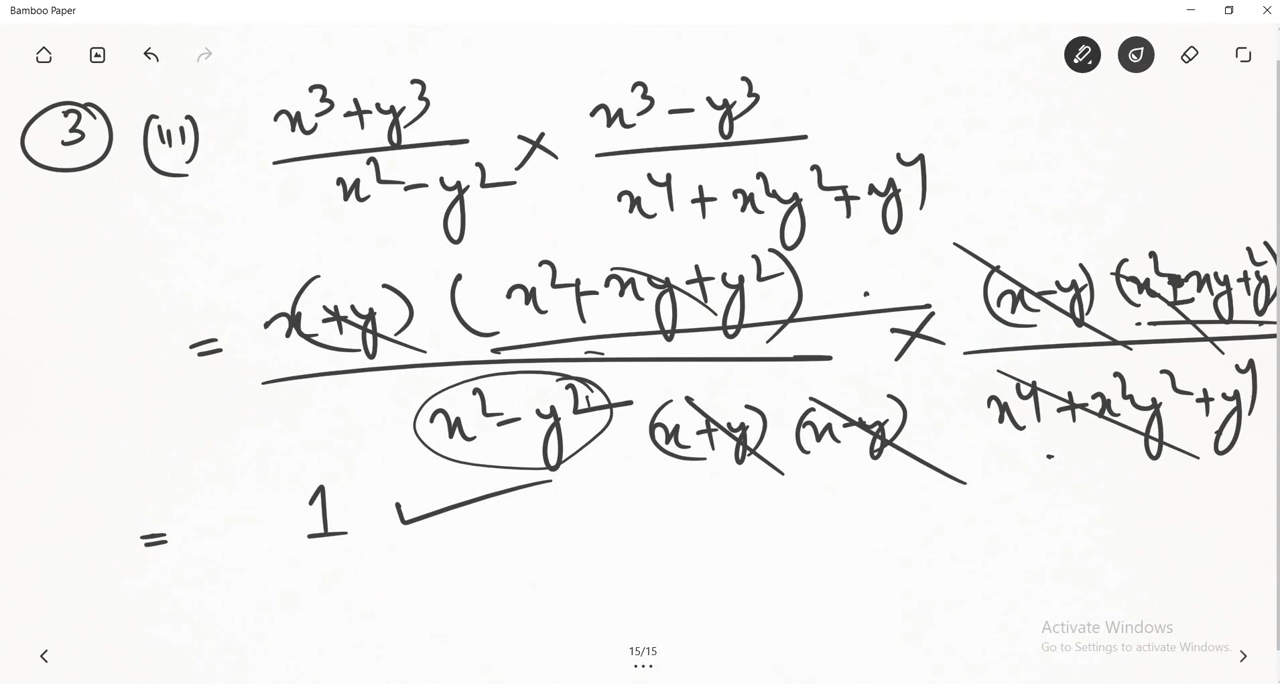 Bamboo Paper
3 (iii) x³+y³ / x²-y² × x³-y³ / x⁴+x²y²+y⁴
= (x+y) (x²+xy+y²) / x²-y² (x+y) (x-y) × (x-y) (x²+xy+y²) / x⁴+x²y²+y⁴
= 1 ✓
Activate Windows
Go to Settings to activate Windows.
15/15